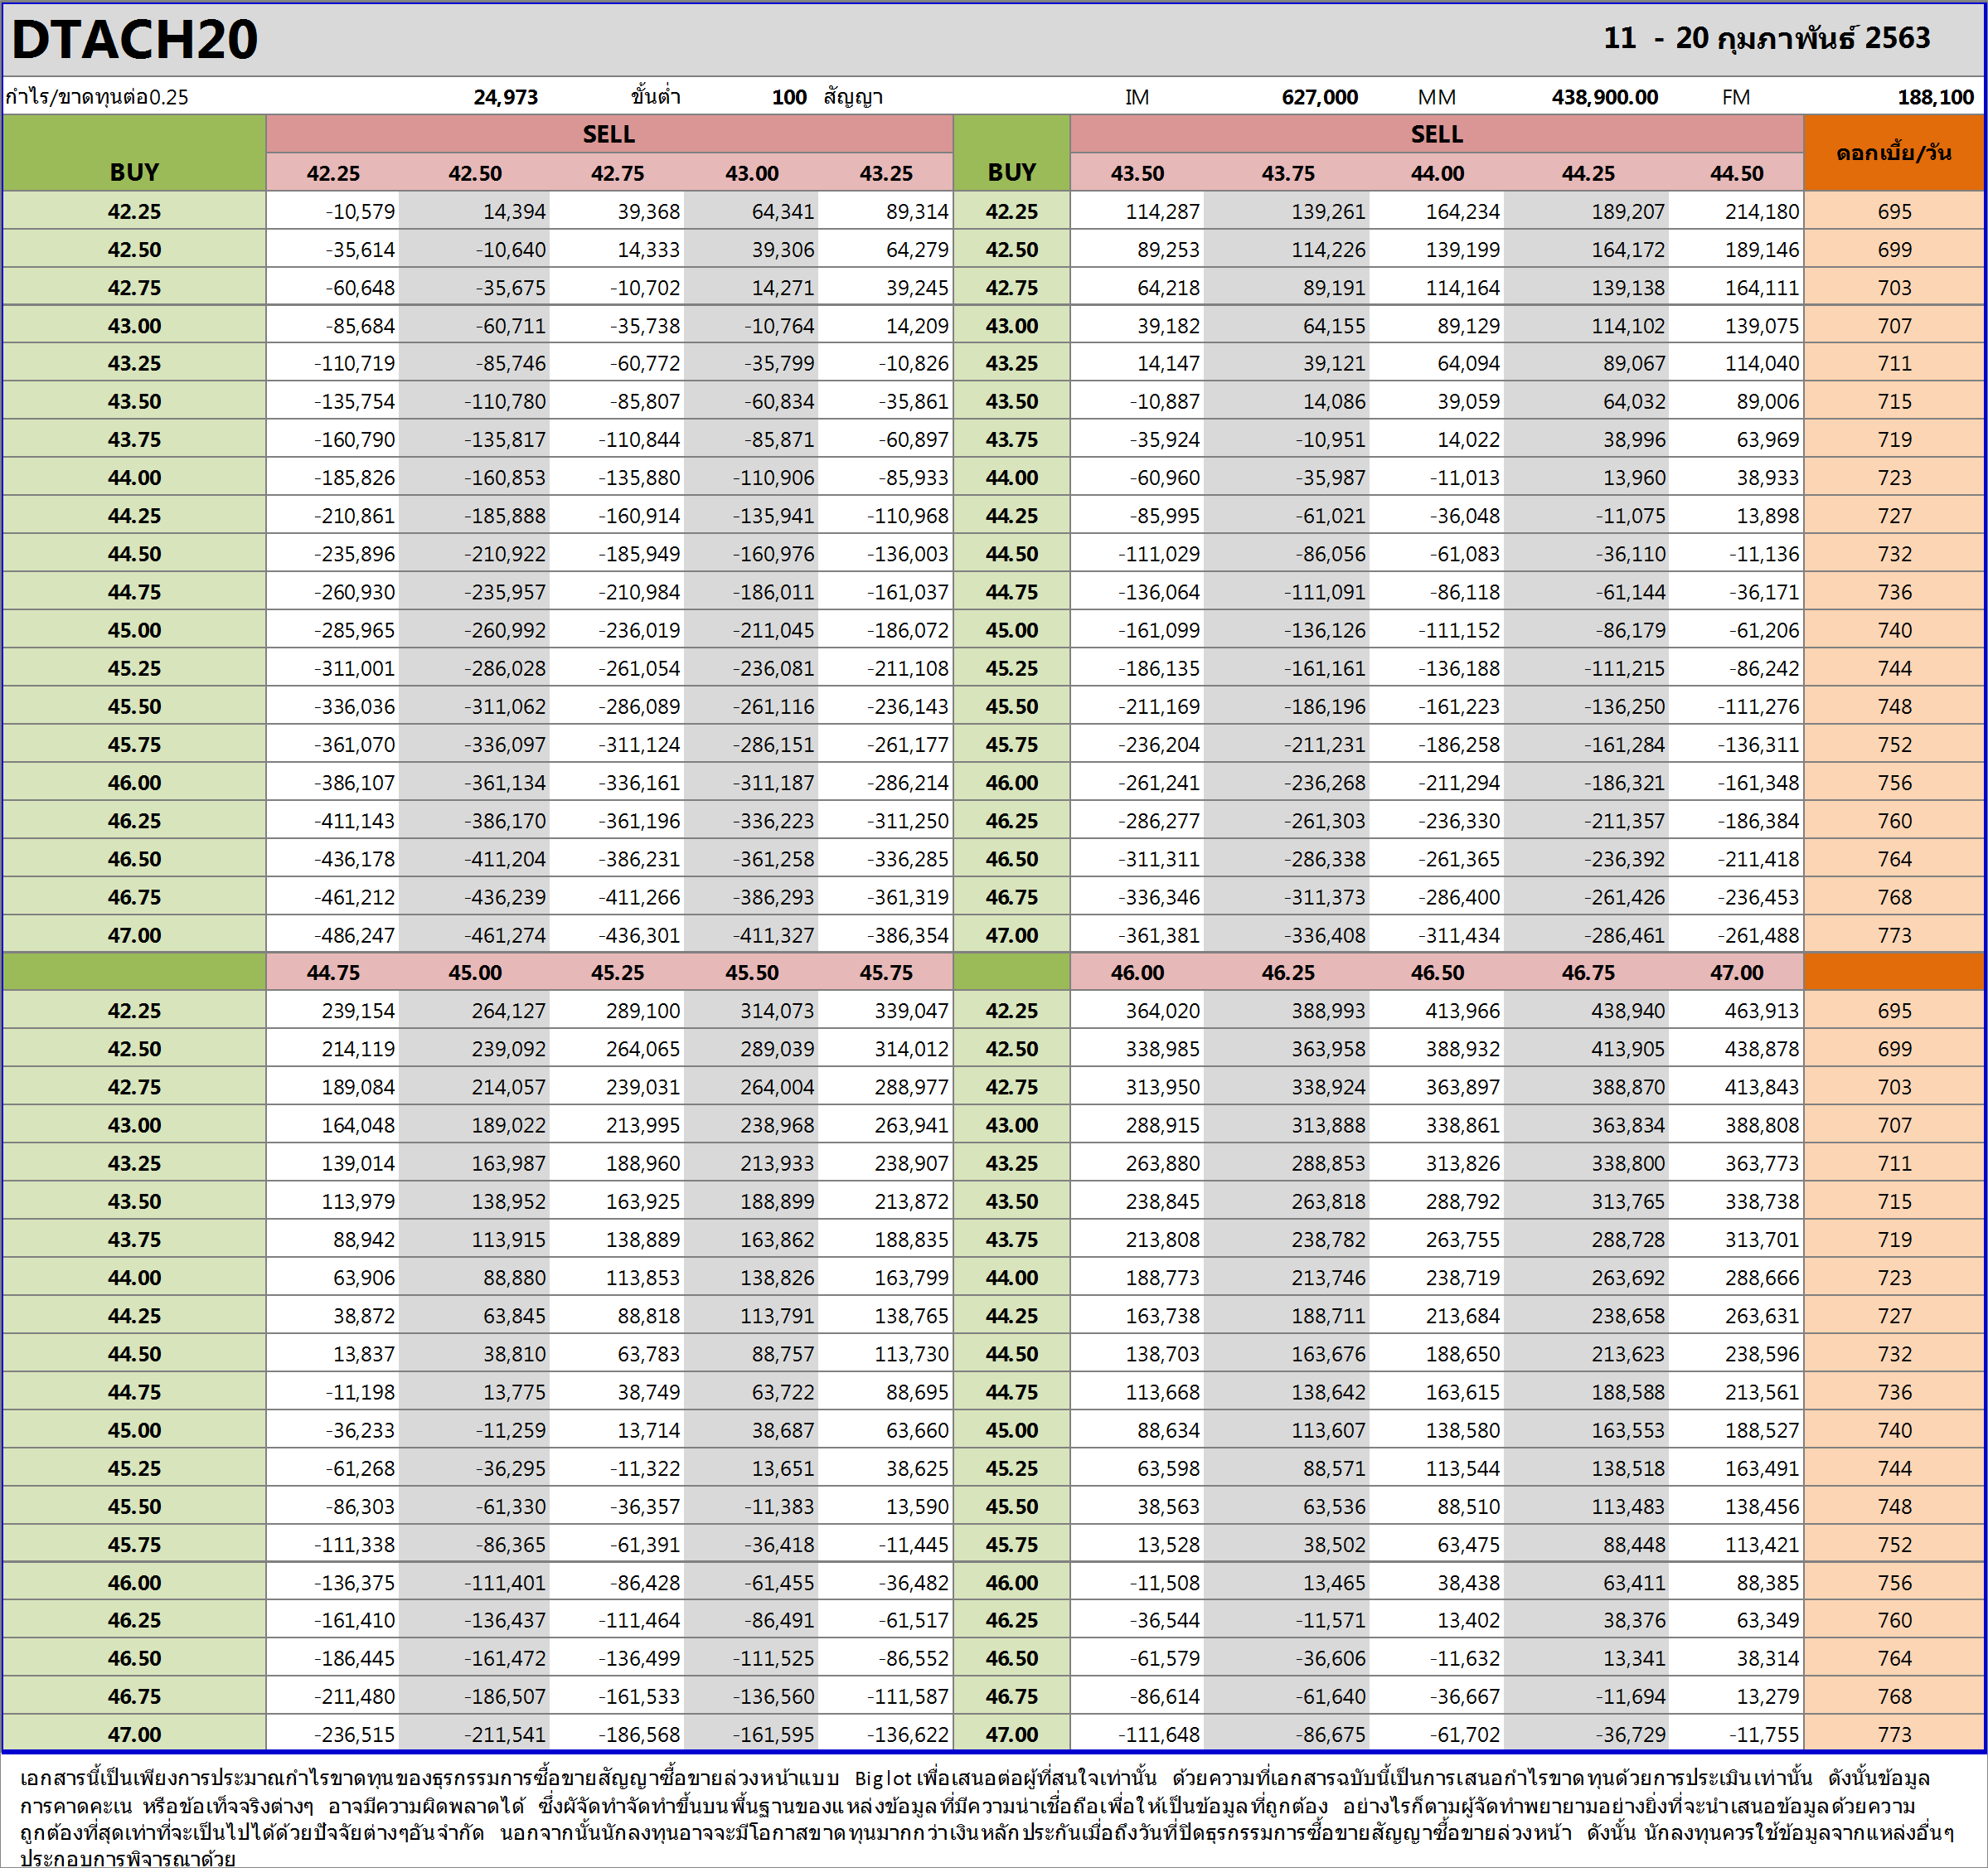 DTACH20 11 - 20 กุมภาพันธ์ 2563
กำไร/ขาดทุนต่อ0.25 24,973 ขั้นต่ำ 100 สัญญา IM 627,000 MM 438,900.00 FM 188,100
BUY SELL BUY SELL ดอกเบี้ย/วัน
42.25 42.50 42.75 43.00 43.25 43.50 43.75 44.00 44.25 44.50
42.25 -10,579 14,394 39,368 64,341 89,314 42.25 114,287 139,261 164,234 189,207 214,180 695
42.50 -35,614 -10,640 14,333 39,306 64,279 42.50 89,253 114,226 139,199 164,172 189,146 699
42.75 -60,648 -35,675 -10,702 14,271 39,245 42.75 64,218 89,191 114,164 139,138 164,111 703
43.00 -85,684 -60,711 -35,738 -10,764 14,209 43.00 39,182 64,155 89,129 114,102 139,075 707
43.25 -110,719 -85,746 -60,772 -35,799 -10,826 43.25 14,147 39,121 64,094 89,067 114,040 711
43.50 -135,754 -110,780 -85,807 -60,834 -35,861 43.50 -10,887 14,086 39,059 64,032 89,006 715
43.75 -160,790 -135,817 -110,844 -85,871 -60,897 43.75 -35,924 -10,951 14,022 38,996 63,969 719
44.00 -185,826 -160,853 -135,880 -110,906 -85,933 44.00 -60,960 -35,987 -11,013 13,960 38,933 723
44.25 -210,861 -185,888 -160,914 -135,941 -110,968 44.25 -85,995 -61,021 -36,048 -11,075 13,898 727
44.50 -235,896 -210,922 -185,949 -160,976 -136,003 44.50 -111,029 -86,056 -61,083 -36,110 -11,136 732
44.75 -260,930 -235,957 -210,984 -186,011 -161,037 44.75 -136,064 -111,091 -86,118 -61,144 -36,171 736
45.00 -285,965 -260,992 -236,019 -211,045 -186,072 45.00 -161,099 -136,126 -111,152 -86,179 -61,206 740
45.25 -311,001 -286,028 -261,054 -236,081 -211,108 45.25 -186,135 -161,161 -136,188 -111,215 -86,242 744
45.50 -336,036 -311,062 -286,089 -261,116 -236,143 45.50 -211,169 -186,196 -161,223 -136,250 -111,276 748
45.75 -361,070 -336,097 -311,124 -286,151 -261,177 45.75 -236,204 -211,231 -186,258 -161,284 -136,311 752
46.00 -386,107 -361,134 -336,161 -311,187 -286,214 46.00 -261,241 -236,268 -211,294 -186,321 -161,348 756
46.25 -411,143 -386,170 -361,196 -336,223 -311,250 46.25 -286,277 -261,303 -236,330 -211,357 -186,384 760
46.50 -436,178 -411,204 -386,231 -361,258 -336,285 46.50 -311,311 -286,338 -261,365 -236,392 -211,418 764
46.75 -461,212 -436,239 -411,266 -386,293 -361,319 46.75 -336,346 -311,373 -286,400 -261,426 -236,453 768
47.00 -486,247 -461,274 -436,301 -411,327 -386,354 47.00 -361,381 -336,408 -311,434 -286,461 -261,488 773
44.75 45.00 45.25 45.50 45.75 46.00 46.25 46.50 46.75 47.00
42.25 239,154 264,127 289,100 314,073 339,047 42.25 364,020 388,993 413,966 438,940 463,913 695
42.50 214,119 239,092 264,065 289,039 314,012 42.50 338,985 363,958 388,932 413,905 438,878 699
42.75 189,084 214,057 239,031 264,004 288,977 42.75 313,950 338,924 363,897 388,870 413,843 703
43.00 164,048 189,022 213,995 238,968 263,941 43.00 288,915 313,888 338,861 363,834 388,808 707
43.25 139,014 163,987 188,960 213,933 238,907 43.25 263,880 288,853 313,826 338,800 363,773 711
43.50 113,979 138,952 163,925 188,899 213,872 43.50 238,845 263,818 288,792 313,765 338,738 715
43.75 88,942 113,915 138,889 163,862 188,835 43.75 213,808 238,782 263,755 288,728 313,701 719
44.00 63,906 88,880 113,853 138,826 163,799 44.00 188,773 213,746 238,719 263,692 288,666 723
44.25 38,872 63,845 88,818 113,791 138,765 44.25 163,738 188,711 213,684 238,658 263,631 727
44.50 13,837 38,810 63,783 88,757 113,730 44.50 138,703 163,676 188,650 213,623 238,596 732
44.75 -11,198 13,775 38,749 63,722 88,695 44.75 113,668 138,642 163,615 188,588 213,561 736
45.00 -36,233 -11,259 13,714 38,687 63,660 45.00 88,634 113,607 138,580 163,553 188,527 740
45.25 -61,268 -36,295 -11,322 13,651 38,625 45.25 63,598 88,571 113,544 138,518 163,491 744
45.50 -86,303 -61,330 -36,357 -11,383 13,590 45.50 38,563 63,536 88,510 113,483 138,456 748
45.75 -111,338 -86,365 -61,391 -36,418 -11,445 45.75 13,528 38,502 63,475 88,448 113,421 752
46.00 -136,375 -111,401 -86,428 -61,455 -36,482 46.00 -11,508 13,465 38,438 63,411 88,385 756
46.25 -161,410 -136,437 -111,464 -86,491 -61,517 46.25 -36,544 -11,571 13,402 38,376 63,349 760
46.50 -186,445 -161,472 -136,499 -111,525 -86,552 46.50 -61,579 -36,606 -11,632 13,341 38,314 764
46.75 -211,480 -186,507 -161,533 -136,560 -111,587 46.75 -86,614 -61,640 -36,667 -11,694 13,279 768
47.00 -236,515 -211,541 -186,568 -161,595 -136,622 47.00 -111,648 -86,675 -61,702 -36,729 -11,755 773
เอกสารนี้เป็นเพียงการประมาณกำไรขาดทุนของธุรกรรมการซื้อขายสัญญาซื้อขายล่วงหน้าแบบ Big lot เพื่อเสนอต่อผู้ที่สนใจเท่านั้น ด้วยความที่เอกสารฉบับนี้เป็นการเสนอกำไรขาดทุนด้วยการประเมินเท่านั้น ดังนั้นข้อมูล
การคาดคะเน หรือข้อเท็จจริงต่างๆ อาจมีความผิดพลาดได้ ซึ่งผัจัดทำจัดทำขึ้นบนพื้นฐานของแหล่งข้อมูลที่มีความน่าเชื่อถือเพื่อให้เป็นข้อมูลที่ถูกต้อง อย่างไรก็ตามผู้จัดทำพยายามอย่างยิ่งที่จะนำเสนอข้อมูลด้วยความ
ถูกต้องที่สุดเท่าที่จะเป็นไปได้ด้วยปัจจัยต่างๆอันจำกัด นอกจากนั้นนักลงทุนอาจจะมีโอกาสขาดทุนมากกว่าเงินหลักประกันเมื่อถึงวันที่ปิดธุรกรรมการซื้อขายสัญญาซื้อขายล่วงหน้า ดังนั้น นักลงทุนควรใช้ข้อมูลจากแหล่งอื่นๆ
ประกอบการพิจารณาด้วย